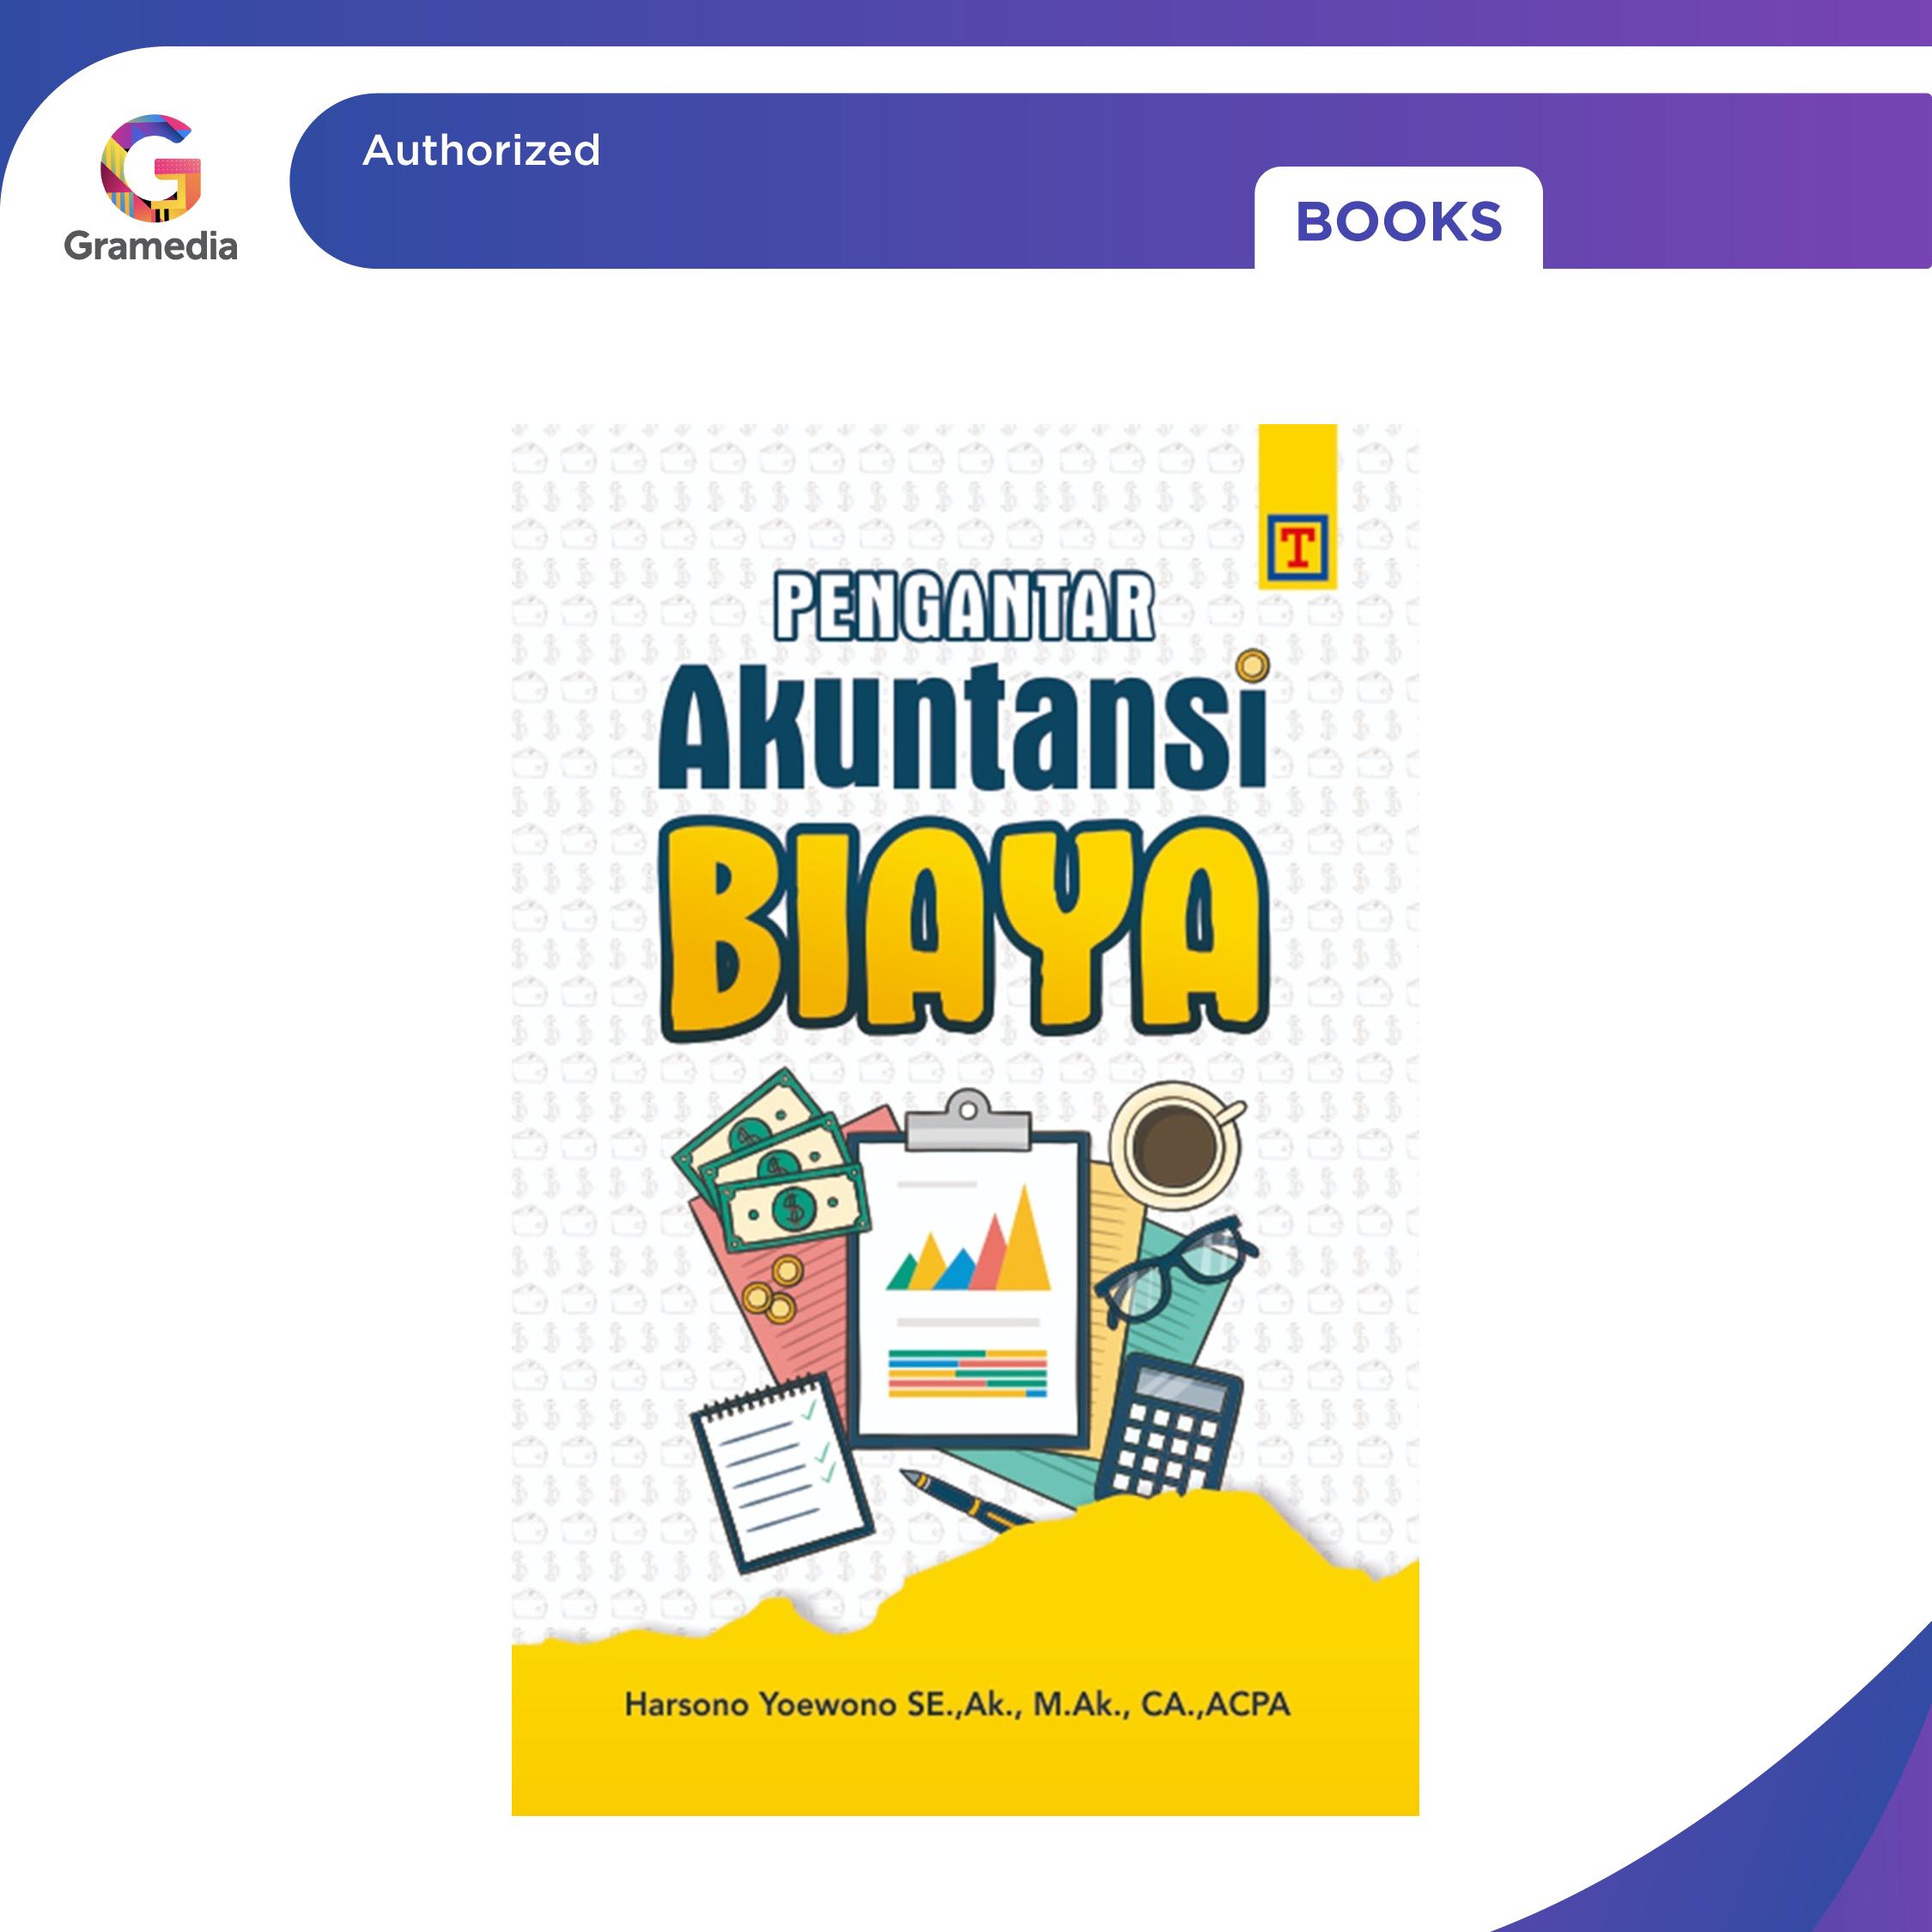 Gramedia
Authorized
BOOKS
T
PENGANTAR
Akuntansi
BIAYA
Harsono Yoewono SE.,Ak., M.Ak., CA.,ACPA